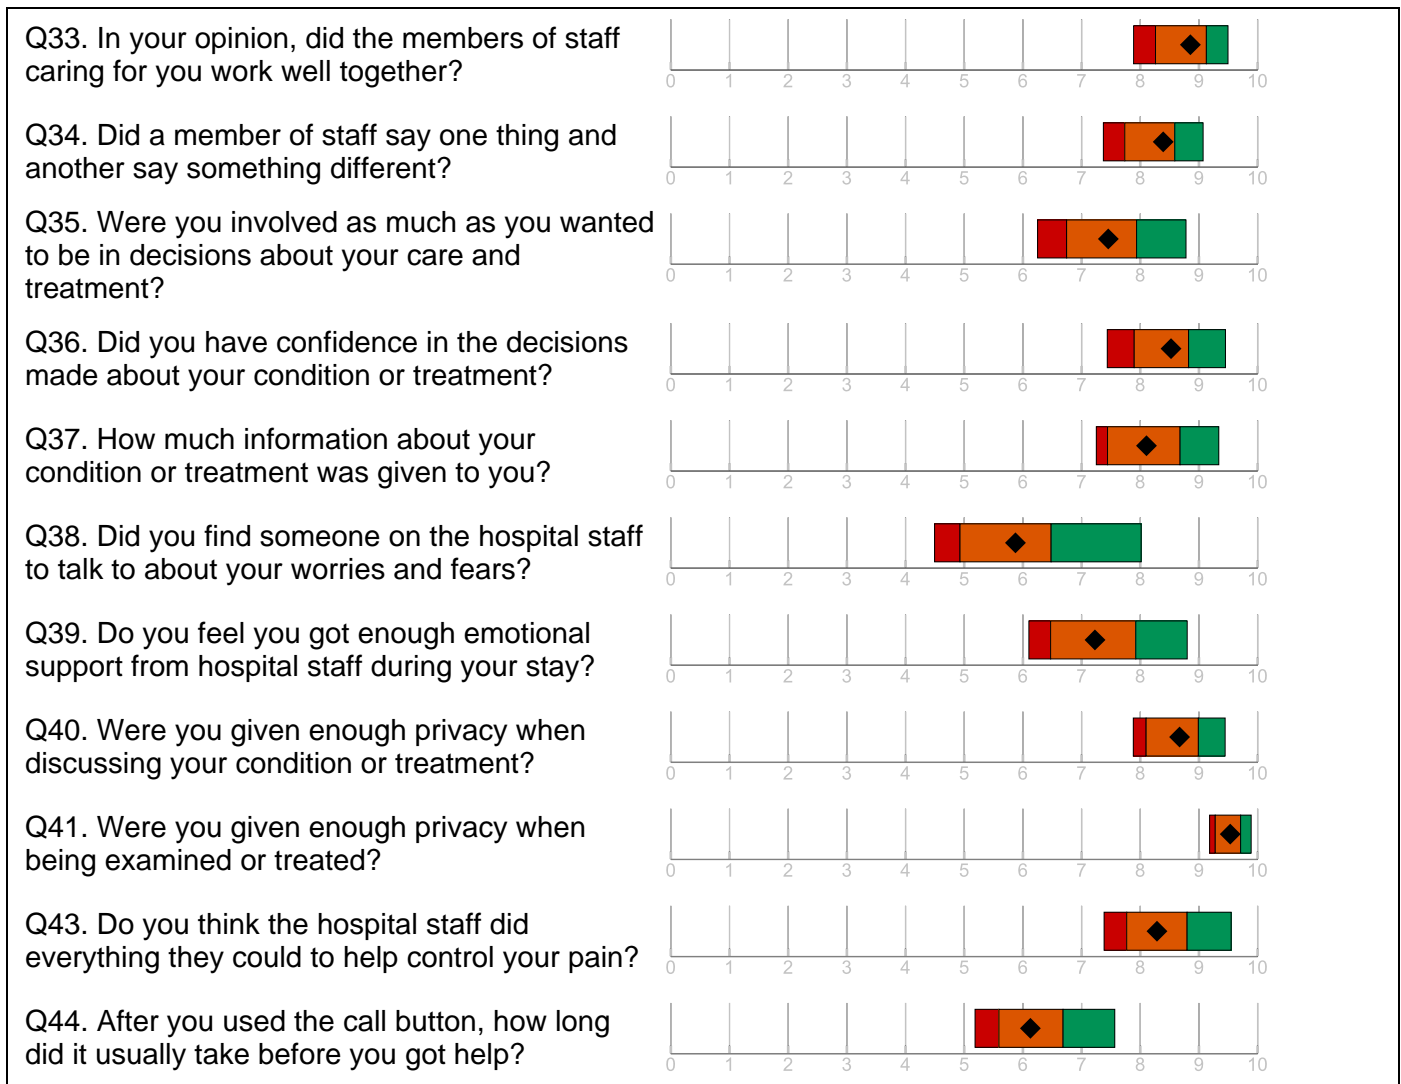 Q33. In your opinion, did the members of staff
caring for you work well together?
0 1 2 3 4 5 6 7 8 9 10
Q34. Did a member of staff say one thing and
another say something different?
0 1 2 3 4 5 6 7 8 9 10
Q35. Were you involved as much as you wanted
to be in decisions about your care and
treatment?
0 1 2 3 4 5 6 7 8 9 10
Q36. Did you have confidence in the decisions
made about your condition or treatment?
0 1 2 3 4 5 6 7 8 9 10
Q37. How much information about your
condition or treatment was given to you?
0 1 2 3 4 5 6 7 8 9 10
Q38. Did you find someone on the hospital staff
to talk to about your worries and fears?
0 1 2 3 4 5 6 7 8 9 10
Q39. Do you feel you got enough emotional
support from hospital staff during your stay?
0 1 2 3 4 5 6 7 8 9 10
Q40. Were you given enough privacy when
discussing your condition or treatment?
0 1 2 3 4 5 6 7 8 9 10
Q41. Were you given enough privacy when
being examined or treated?
0 1 2 3 4 5 6 7 8 9 10
Q43. Do you think the hospital staff did
everything they could to help control your pain?
0 1 2 3 4 5 6 7 8 9 10
Q44. After you used the call button, how long
did it usually take before you got help?
0 1 2 3 4 5 6 7 8 9 10